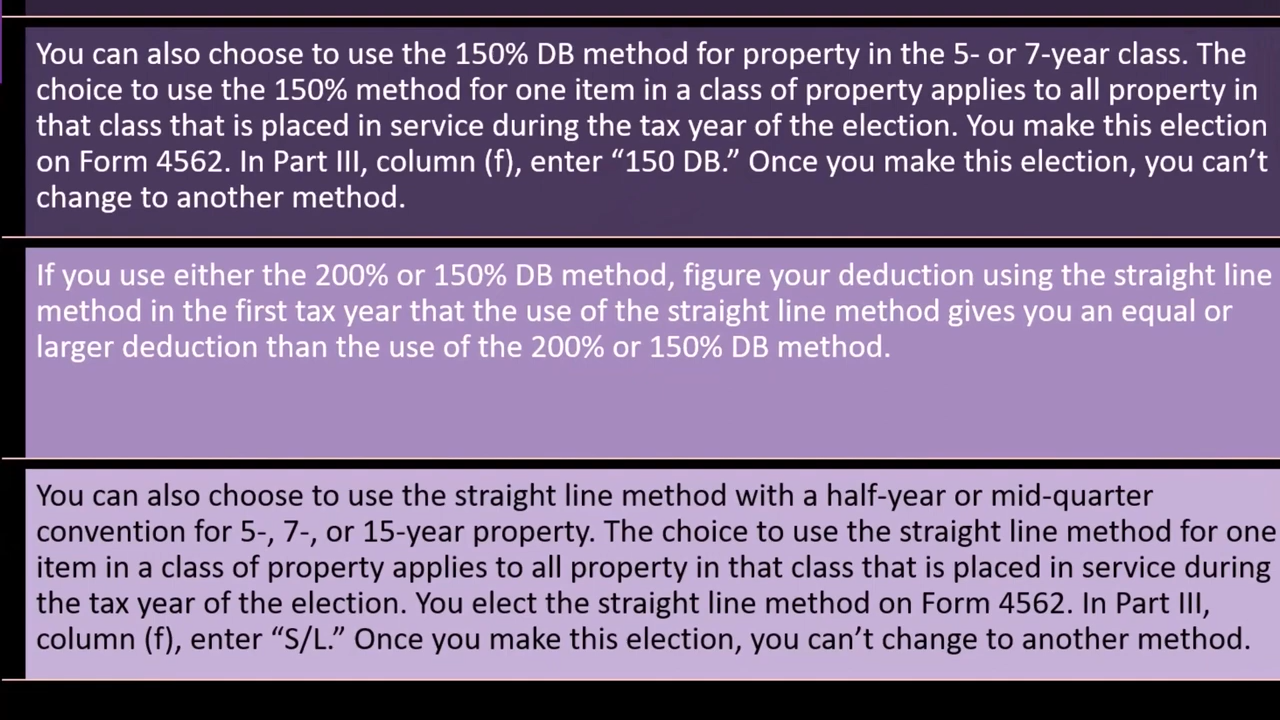 You can also choose to use the 150% DB method for property in the 5- or 7-year class. The
choice to use the 150% method for one item in a class of property applies to all property in
that class that is placed in service during the tax year of the election. You make this election
on Form 4562. In Part III, column (f), enter “150 DB.” Once you make this election, you can’t
change to another method.
If you use either the 200% or 150% DB method, figure your deduction using the straight line
method in the first tax year that the use of the straight line method gives you an equal or
larger deduction than the use of the 200% or 150% DB method.
You can also choose to use the straight line method with a half-year or mid-quarter
convention for 5-, 7-, or 15-year property. The choice to use the straight line method for one
item in a class of property applies to all property in that class that is placed in service during
the tax year of the election. You elect the straight line method on Form 4562. In Part III,
column (f), enter “S/L.” Once you make this election, you can’t change to another method.